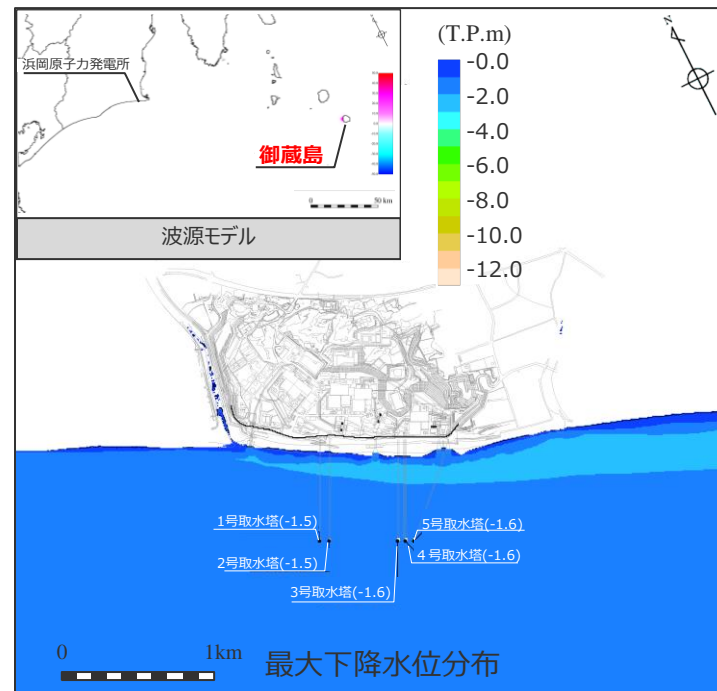 浜岡原子力発電所
御蔵島
0 50 km
波源モデル
N
(T.P.m)
-0.0
-2.0
-4.0
-6.0
-8.0
-10.0
-12.0
1号取水塔(-1.5)
2号取水塔(-1.5)
3号取水塔(-1.6)
4号取水塔(-1.6)
5号取水塔(-1.6)
0 1km
最大下降水位分布